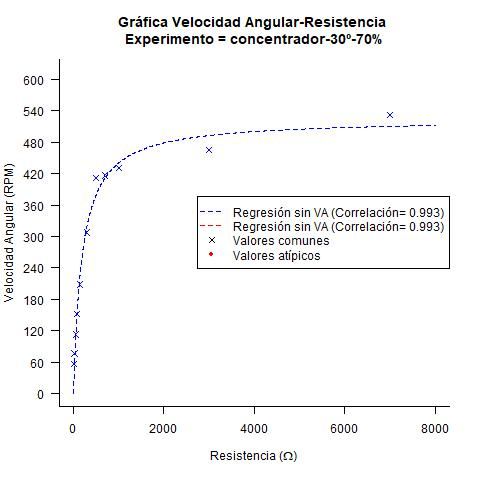 Gráfica Velocidad Angular-Resistencia
Experimento = concentrador-30º-70%
Velocidad Angular (RPM)
600
540
480
420
360
300
240
180
120
60
0
Regresión sin VA (Correlación= 0.993)
Regresión sin VA (Correlación= 0.993)
Valores comunes
Valores atípicos
0 2000 4000 6000 8000
Resistencia (Ω)